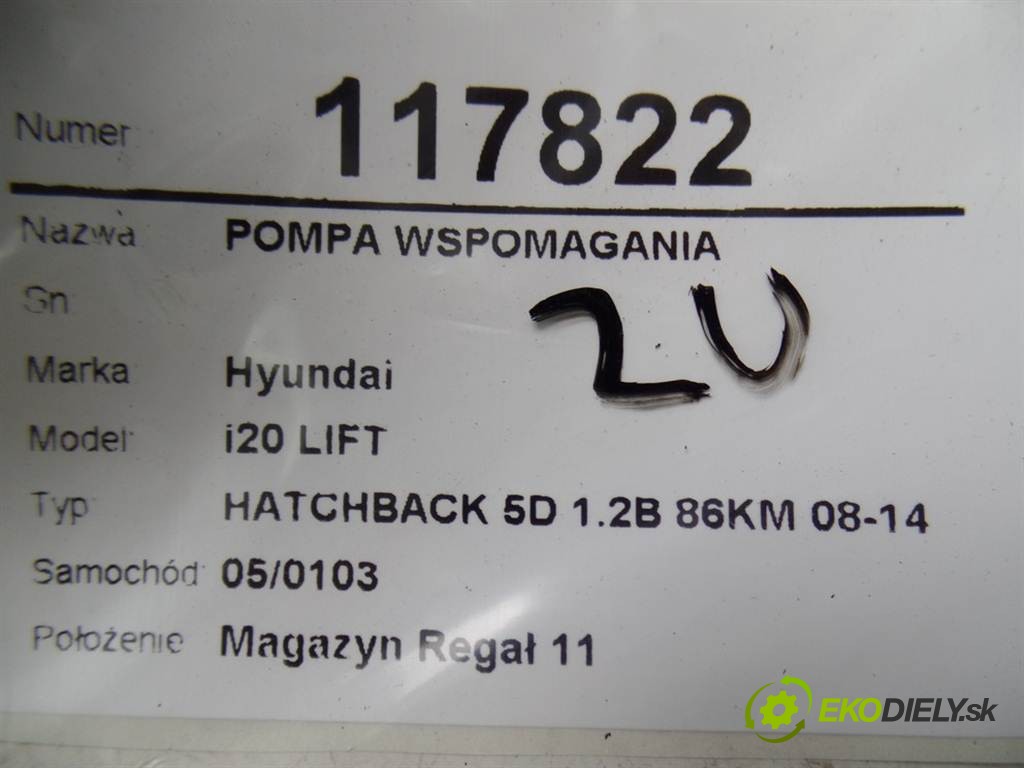 Numer 117822
Nazwa POMPA WSPOMAGANIA
Sn
ZU
Marka Hyundai
Model i20 LIFT
Typ HATCHBACK 5D 1.2B 86KM 08-14
Samochód 05/0103
Położenie Magazyn Regał 11
EKODIELY.sk